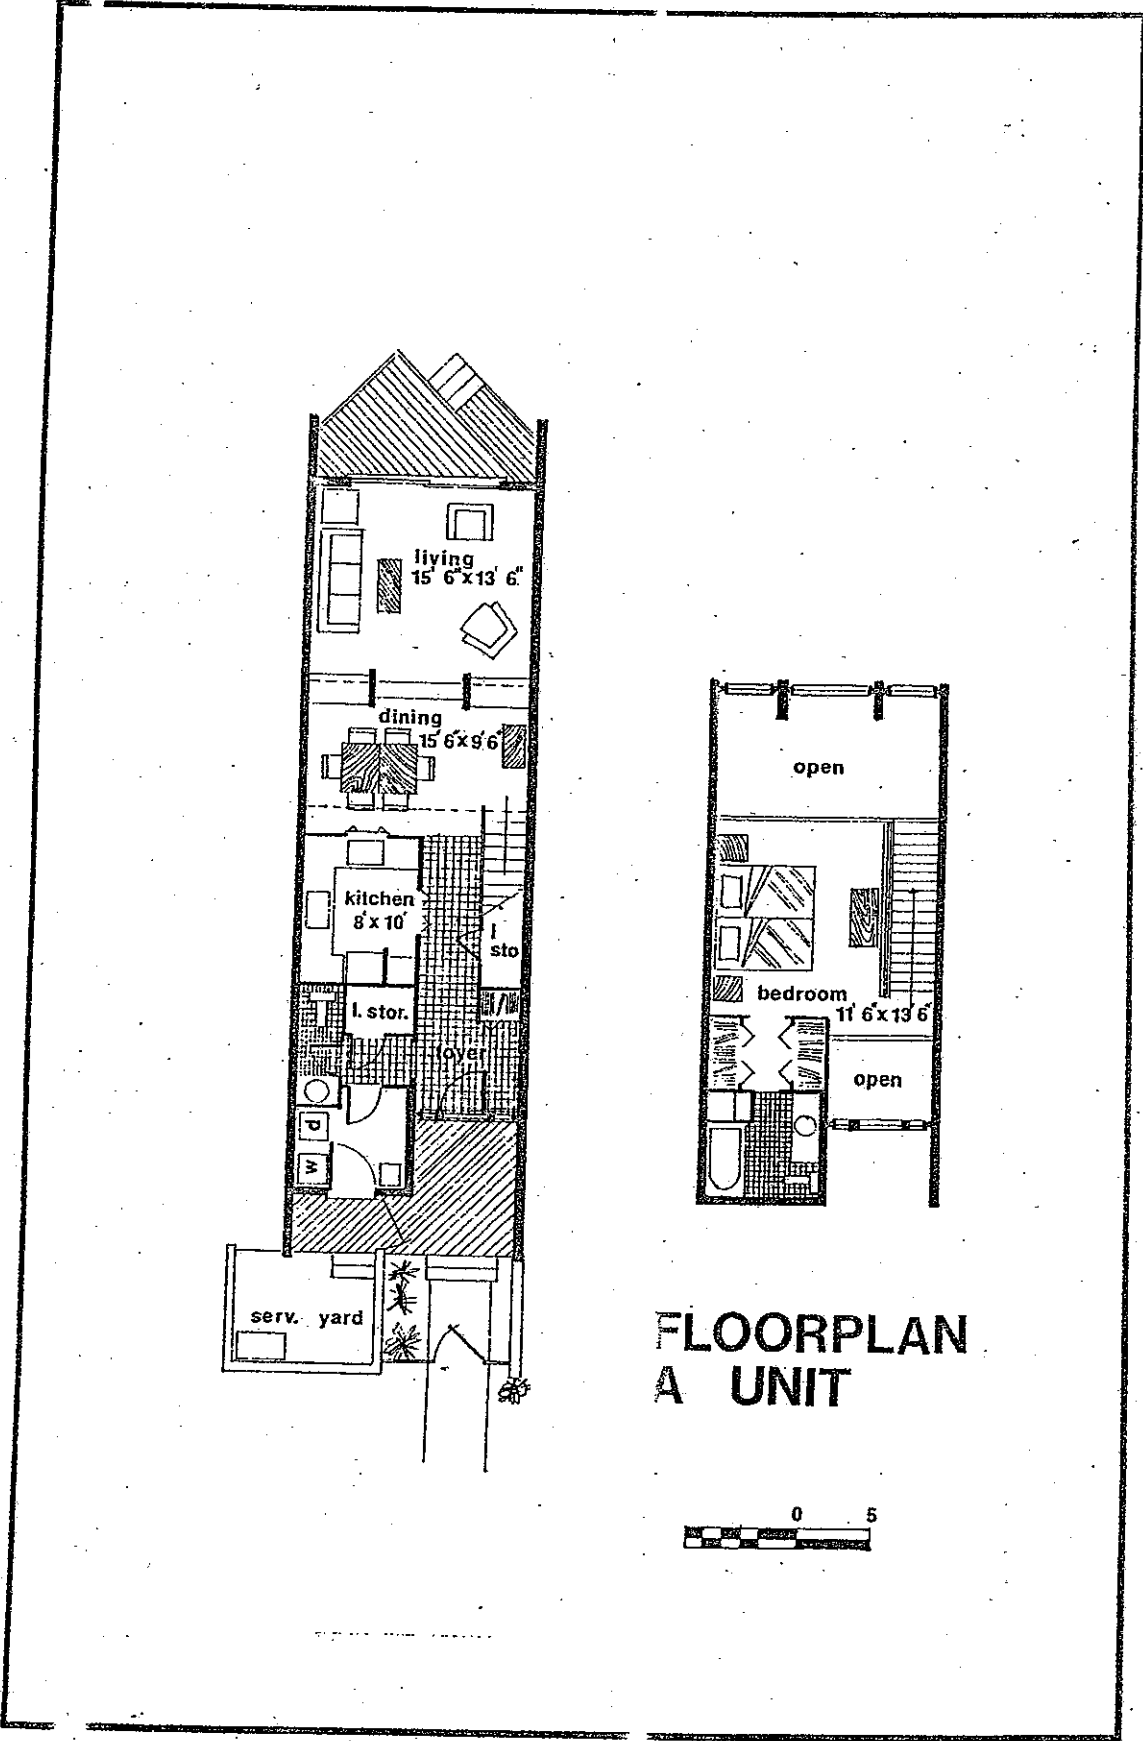 living
15' 6" x 13' 6"
dining
15' 6" x 9' 6"
kitchen
8' x 10'
l
sto
l. stor.
foyer
d
w
serv. yard
open
bedroom
11' 6" x 13' 6"
open
FLOORPLAN
A UNIT
0 5